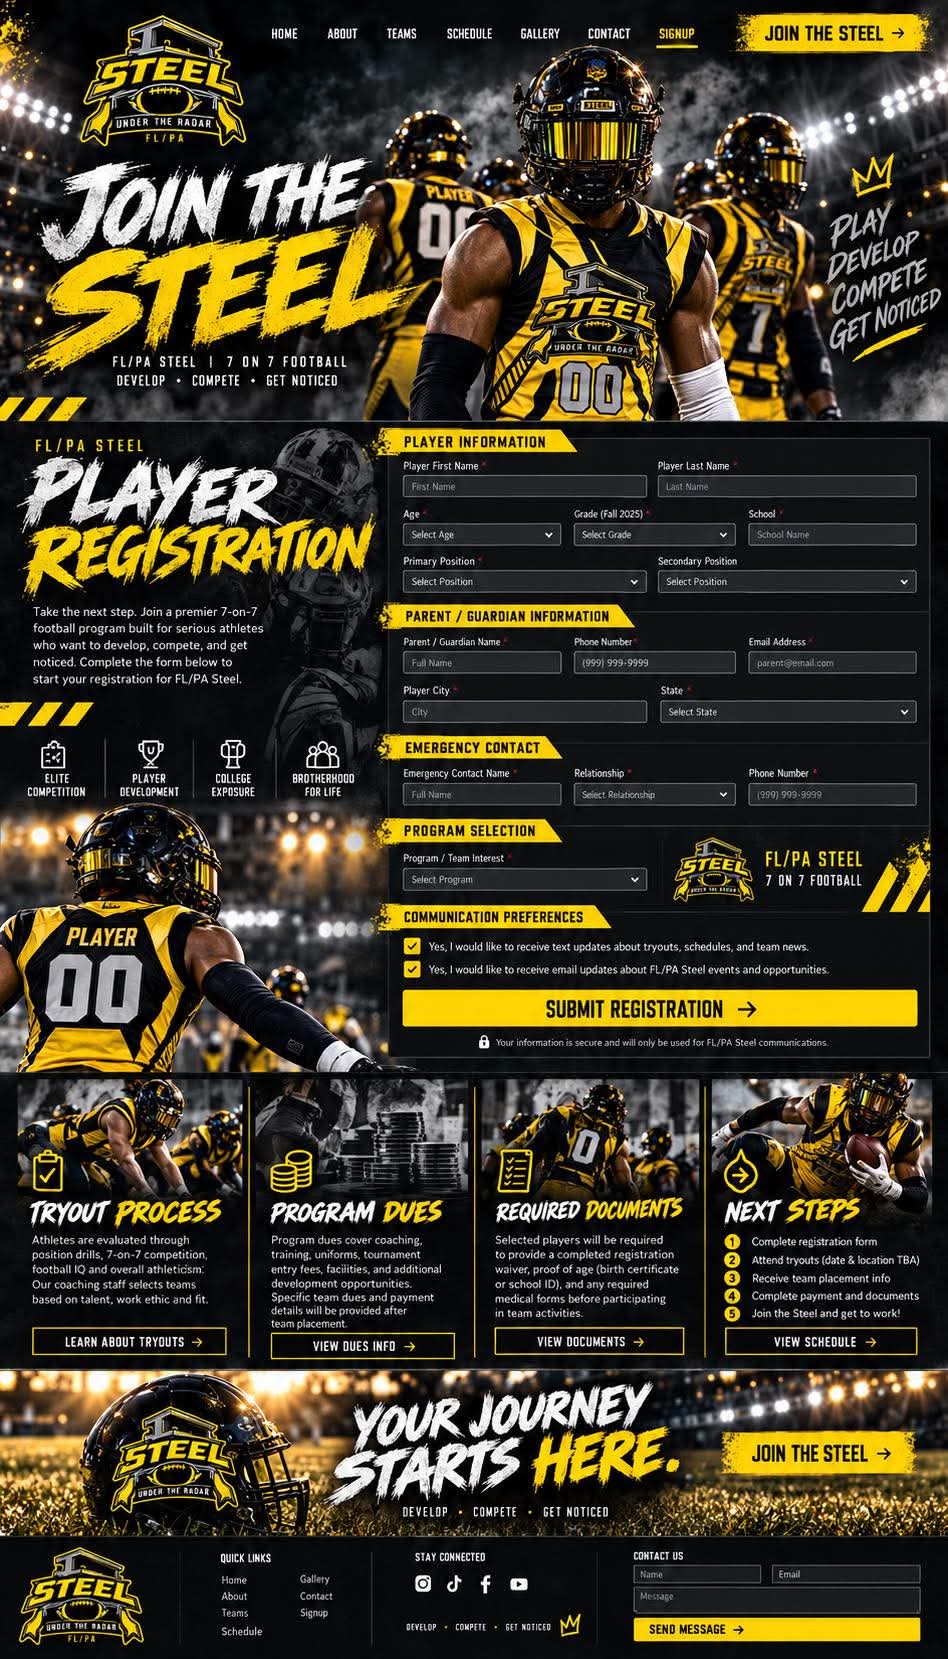 STEEL
UNDER THE RADAR
FL/PA
HOME ABOUT TEAMS SCHEDULE GALLERY CONTACT SIGNUP
JOIN THE STEEL →
JOIN THE
STEEL
FL/PA STEEL | 7 ON 7 FOOTBALL
DEVELOP • COMPETE • GET NOTICED
PLAYER
00
STEEL
STEEL
UNDER THE RADAR
00
STEEL
7
PLAY
DEVELOP
COMPETE
GET NOTICED
FL/PA STEEL
PLAYER
REGISTRATION
Take the next step. Join a premier 7-on-7
football program built for serious athletes
who want to develop, compete, and get
noticed. Complete the form below to
start your registration for FL/PA Steel.
ELITE
COMPETITION
PLAYER
DEVELOPMENT
COLLEGE
EXPOSURE
BROTHERHOOD
FOR LIFE
PLAYER
00
PLAYER INFORMATION
Player First Name * Player Last Name *
First Name Last Name
Age * Grade (Fall 2025) * School *
Select Age Select Grade School Name
Primary Position * Secondary Position
Select Position Select Position
PARENT / GUARDIAN INFORMATION
Parent / Guardian Name * Phone Number * Email Address *
Full Name (999) 999-9999 parent@email.com
Player City * State *
City Select State
EMERGENCY CONTACT
Emergency Contact Name * Relationship * Phone Number *
Full Name Select Relationship (999) 999-9999
PROGRAM SELECTION
Program / Team Interest *
Select Program
STEEL
UNDER THE RADAR
FL/PA STEEL
7 ON 7 FOOTBALL
COMMUNICATION PREFERENCES
Yes, I would like to receive text updates about tryouts, schedules, and team news.
Yes, I would like to receive email updates about FL/PA Steel events and opportunities.
SUBMIT REGISTRATION →
Your information is secure and will only be used for FL/PA Steel communications.
TRYOUT PROCESS
Athletes are evaluated through
position drills, 7-on-7 competition,
football IQ and overall athleticism.
Our coaching staff selects teams
based on talent, work ethic and fit.
LEARN ABOUT TRYOUTS →
PROGRAM DUES
Program dues cover coaching,
training, uniforms, tournament
entry fees, facilities, and additional
development opportunities.
Specific team dues and payment
details will be provided after
team placement.
VIEW DUES INFO →
0
REQUIRED DOCUMENTS
Selected players will be required
to provide a completed registration
waiver, proof of age (birth certificate
or school ID), and any required
medical forms before participating
in team activities.
VIEW DOCUMENTS →
NEXT STEPS
1 Complete registration form
2 Attend tryouts (date & location TBA)
3 Receive team placement info
4 Complete payment and documents
5 Join the Steel and get to work!
VIEW SCHEDULE →
STEEL
UNDER THE RADAR
YOUR JOURNEY
STARTS HERE.
DEVELOP • COMPETE • GET NOTICED
JOIN THE STEEL →
STEEL
UNDER THE RADAR
FL/PA
QUICK LINKS
Home Gallery
About Contact
Teams Signup
Schedule
STAY CONNECTED
DEVELOP • COMPETE • GET NOTICED
CONTACT US
Name Email
Message
SEND MESSAGE →